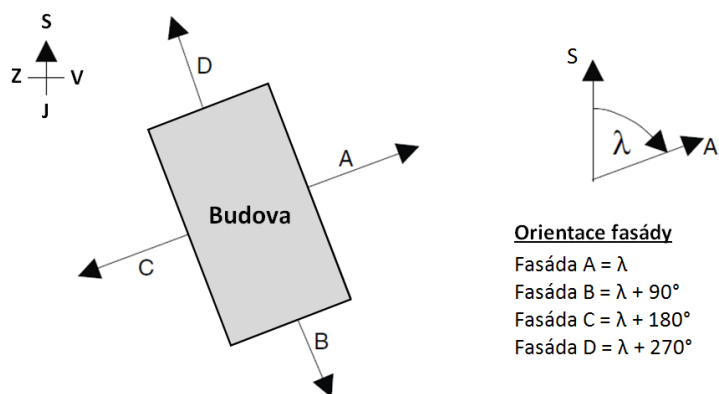 S
Z V
J
D
A
Budova
C
B
S
λ
A
Orientace fasády
Fasáda A = λ
Fasáda B = λ + 90°
Fasáda C = λ + 180°
Fasáda D = λ + 270°